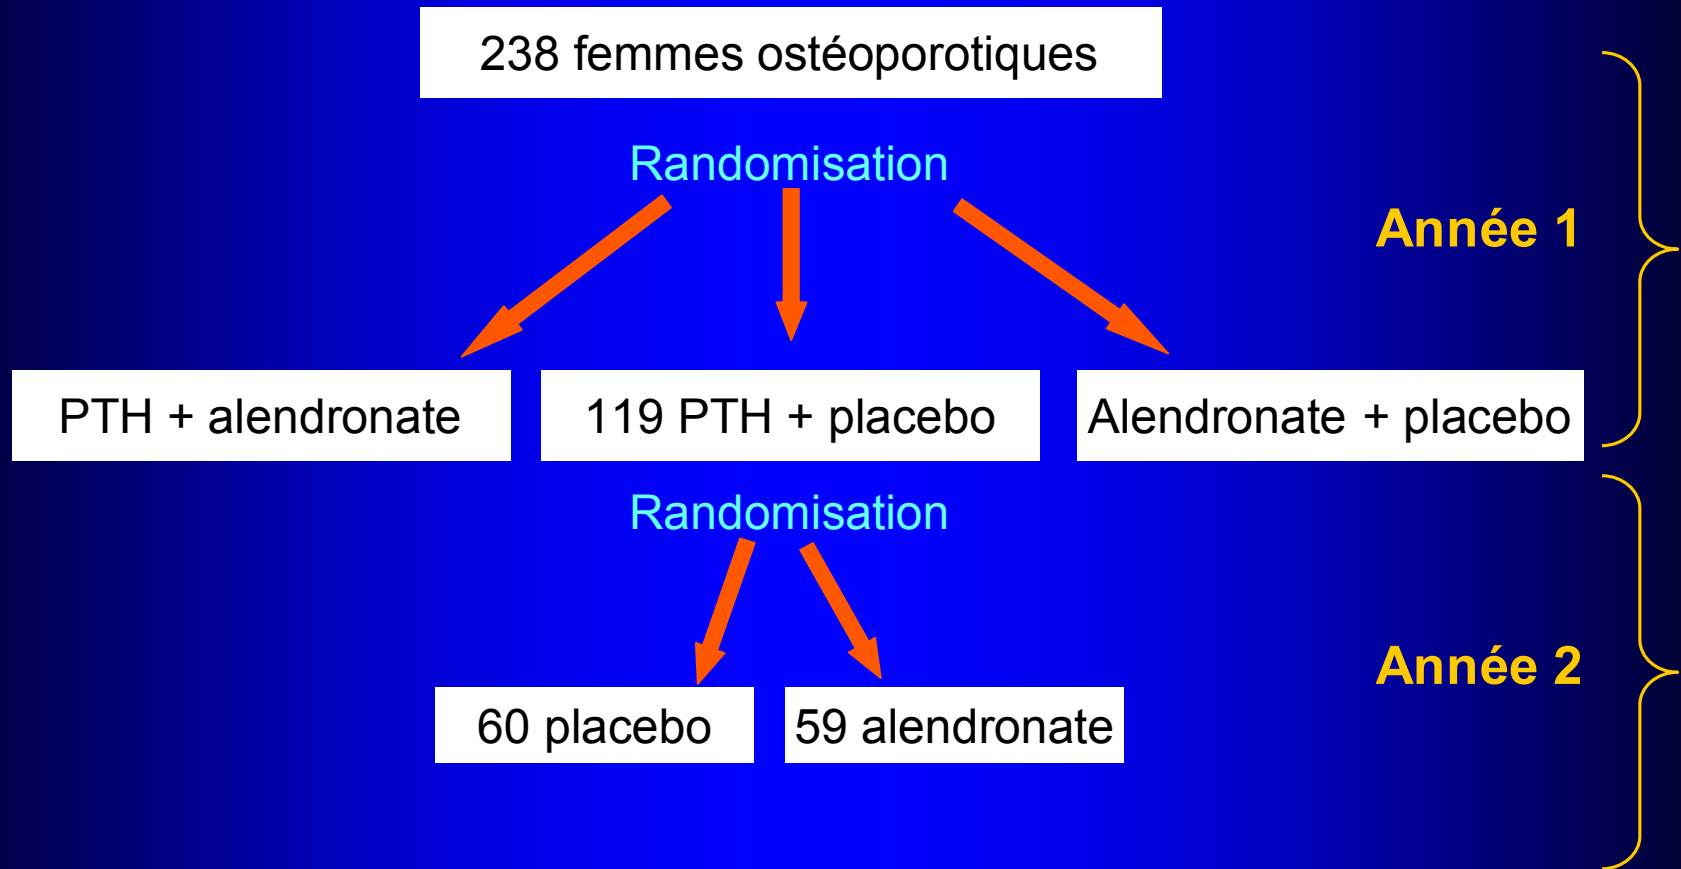 238 femmes ostéoporotiques
Randomisation
Année 1
PTH + alendronate
119 PTH + placebo
Alendronate + placebo
Randomisation
Année 2
60 placebo
59 alendronate